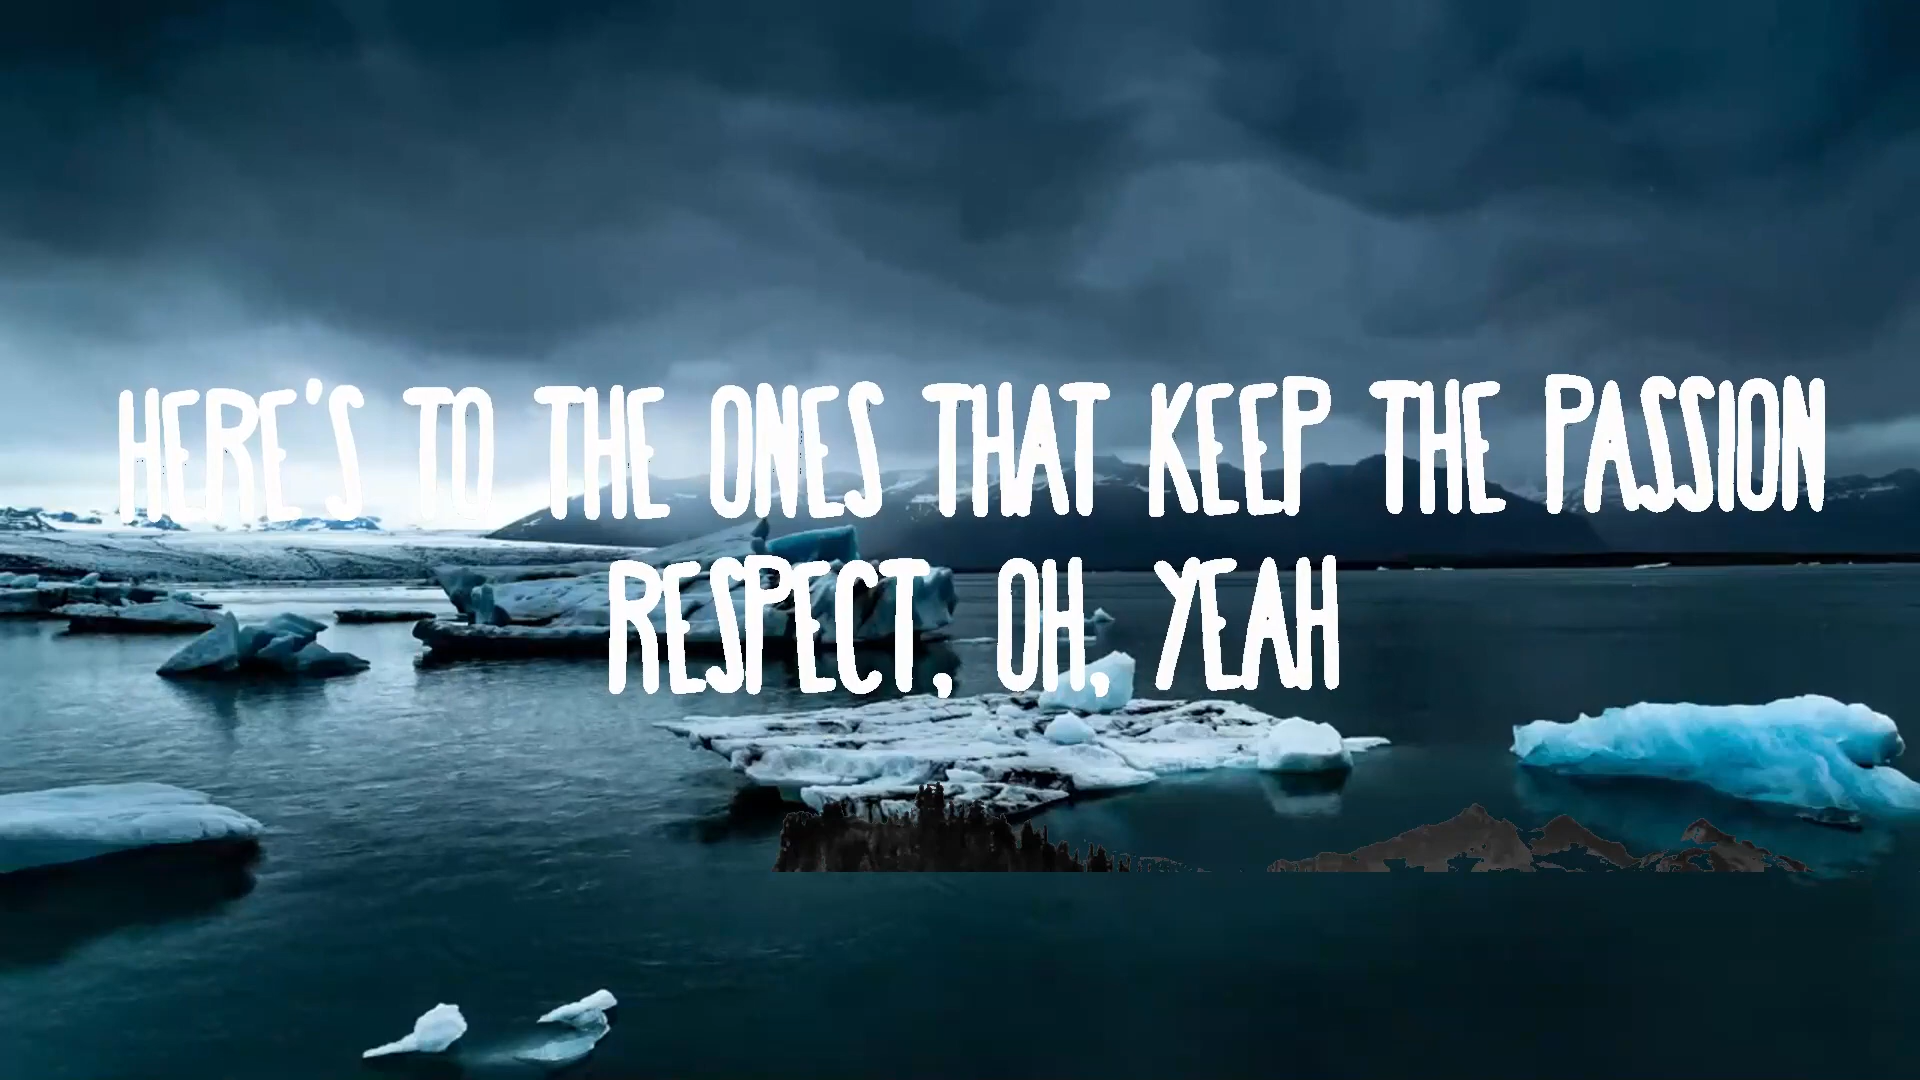 HERE'S TO THE ONES THAT KEEP THE PASSION
RESPECT, OH, YEAH